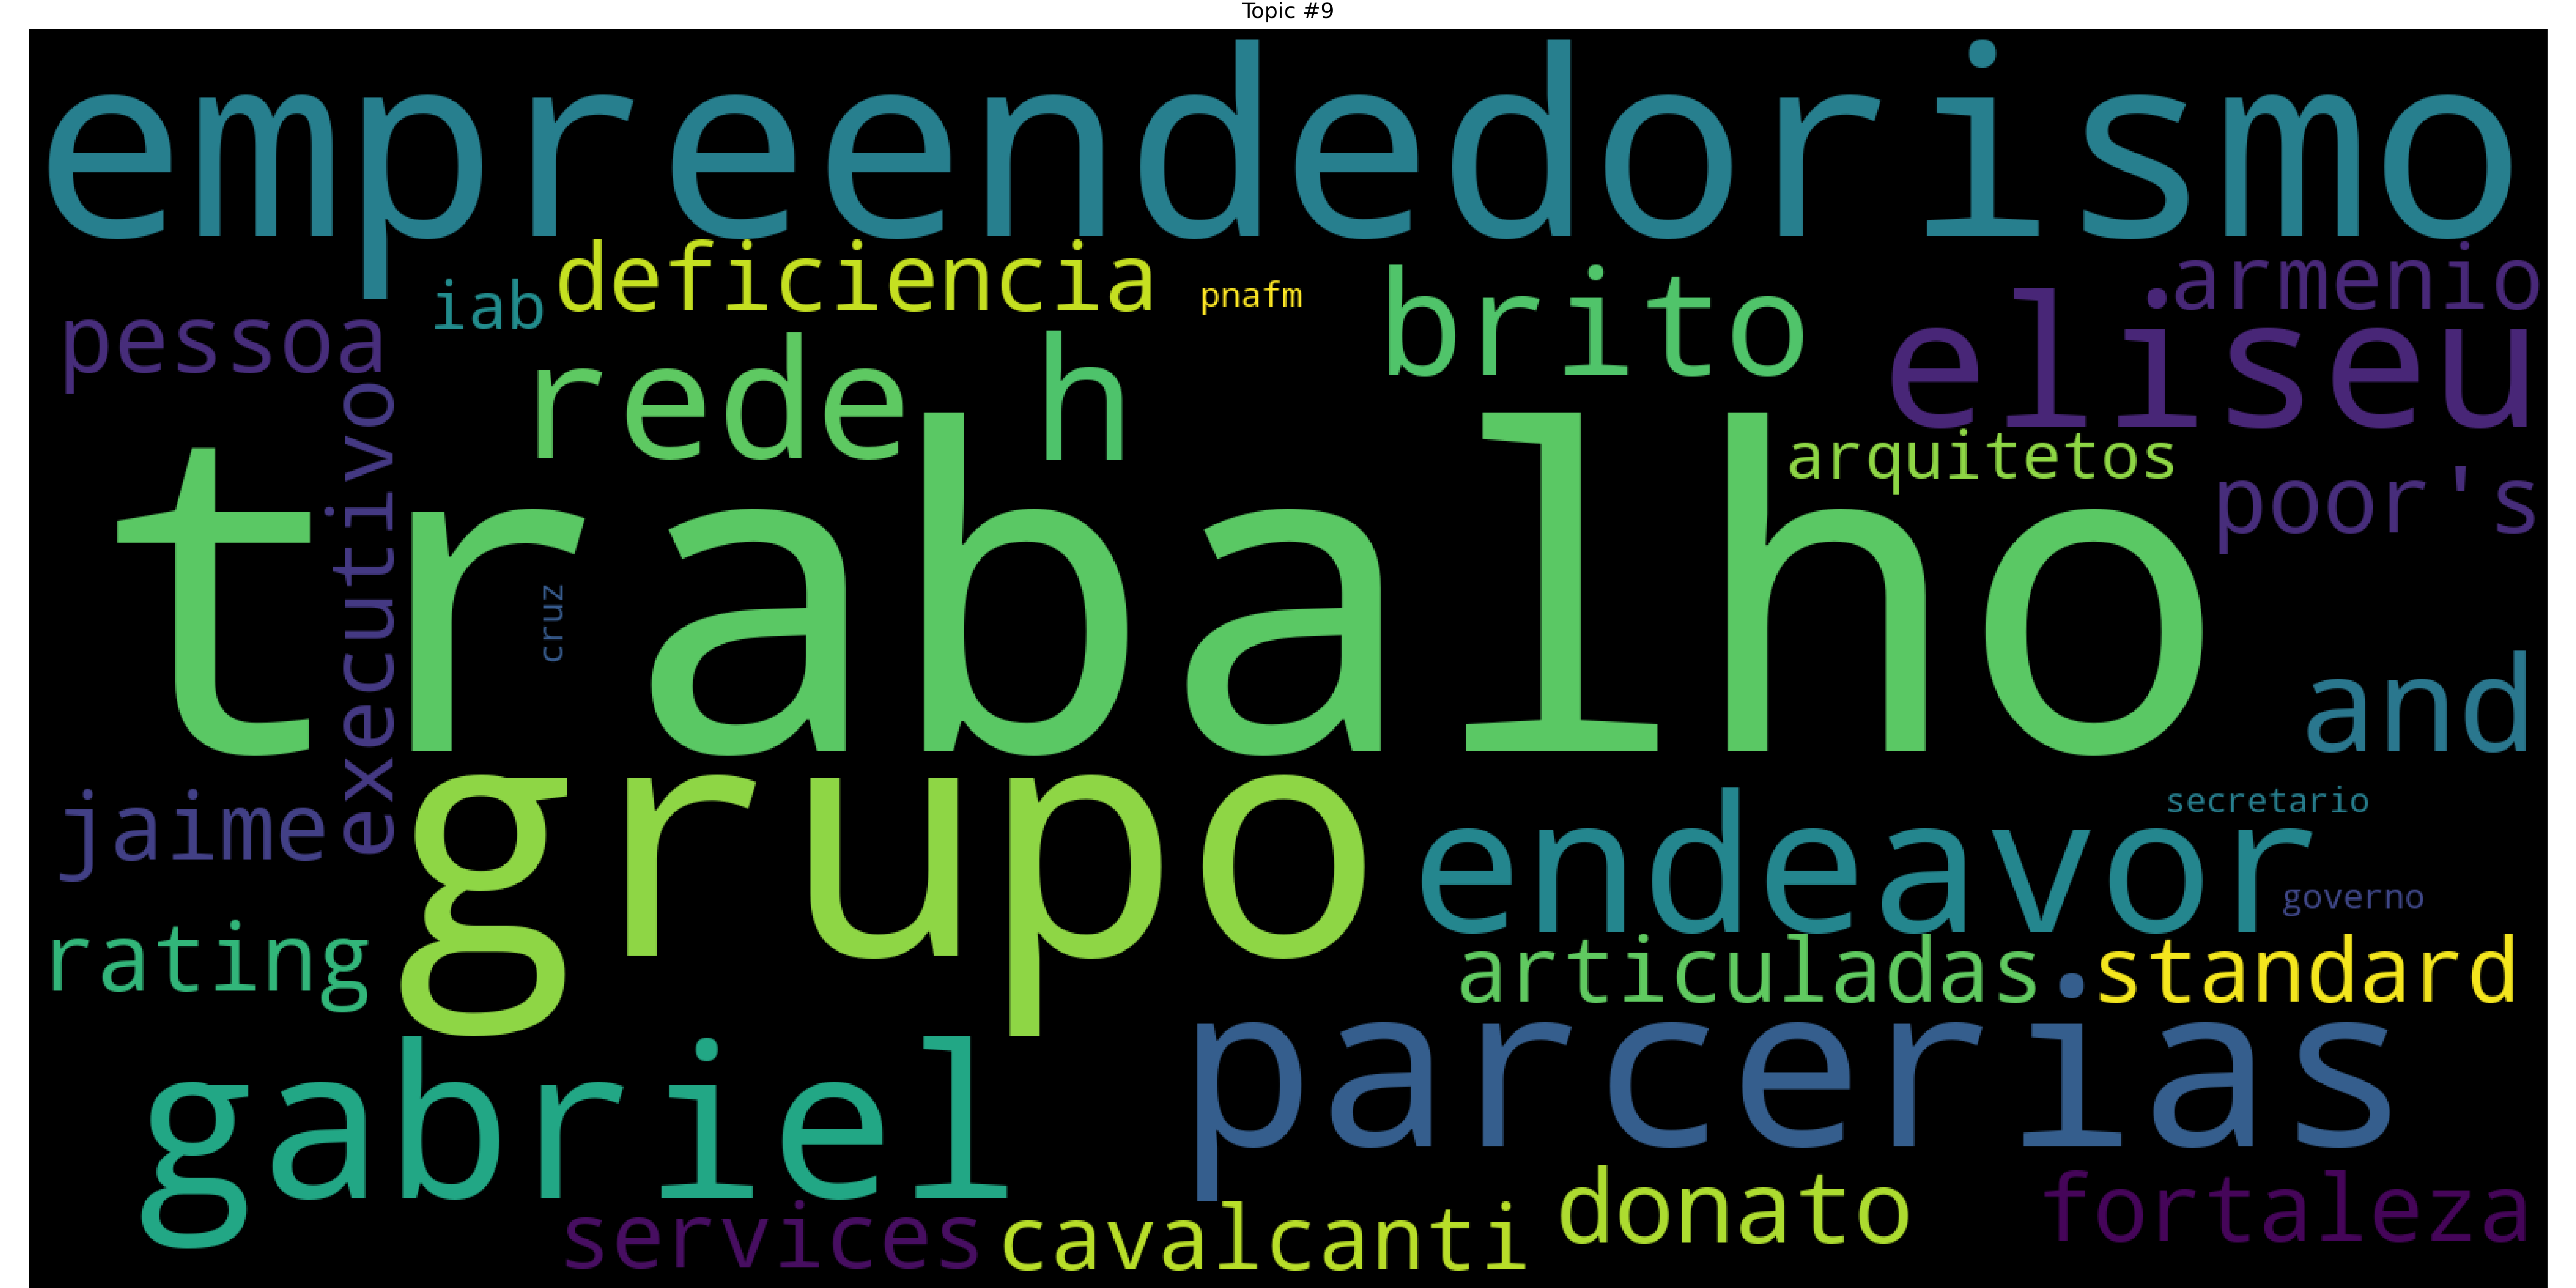 Topic #9
empreendedorismo
deficiencia
armenio
iab
pnafm
brito
pessoa
eliseu
rede
h
executivo
arquitetos
poor's
trabalho
cruz
and
grupo
jaime
endeavor
secretario
governo
rating
articuladas
standard
gabriel
parcerias
donato
fortaleza
services
cavalcanti